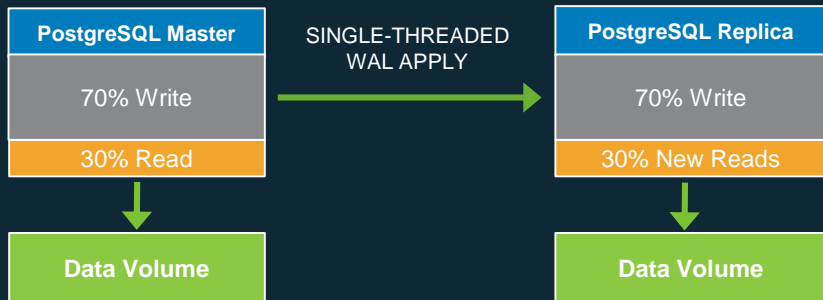 PostgreSQL Master
70% Write
30% Read
Data Volume
SINGLE-THREADED
WAL APPLY
PostgreSQL Replica
70% Write
30% New Reads
Data Volume